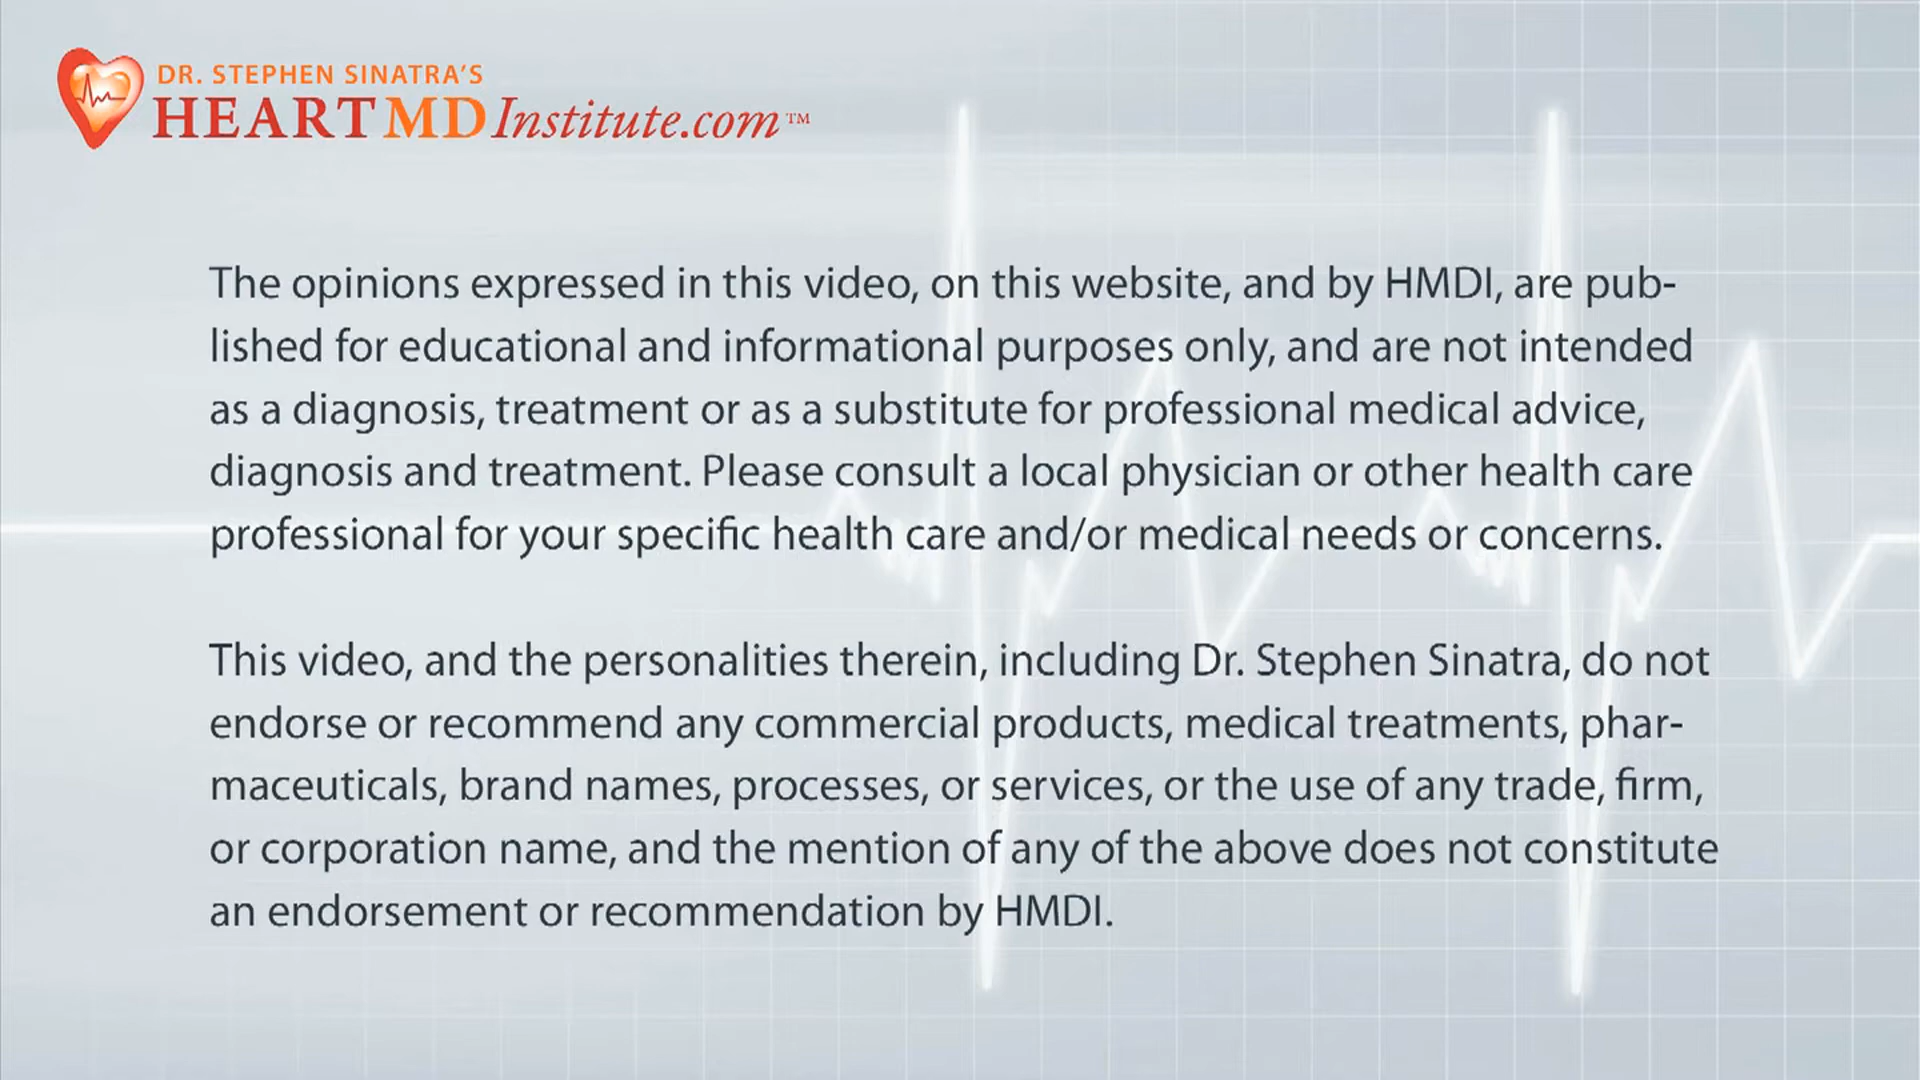 DR. STEPHEN SINATRA'S
HEARTMDInstitute.com™
The opinions expressed in this video, on this website, and by HMDI, are pub-
lished for educational and informational purposes only, and are not intended
as a diagnosis, treatment or as a substitute for professional medical advice,
diagnosis and treatment. Please consult a local physician or other health care
professional for your specific health care and/or medical needs or concerns.
This video, and the personalities therein, including Dr. Stephen Sinatra, do not
endorse or recommend any commercial products, medical treatments, phar-
maceuticals, brand names, processes, or services, or the use of any trade, firm,
or corporation name, and the mention of any of the above does not constitute
an endorsement or recommendation by HMDI.